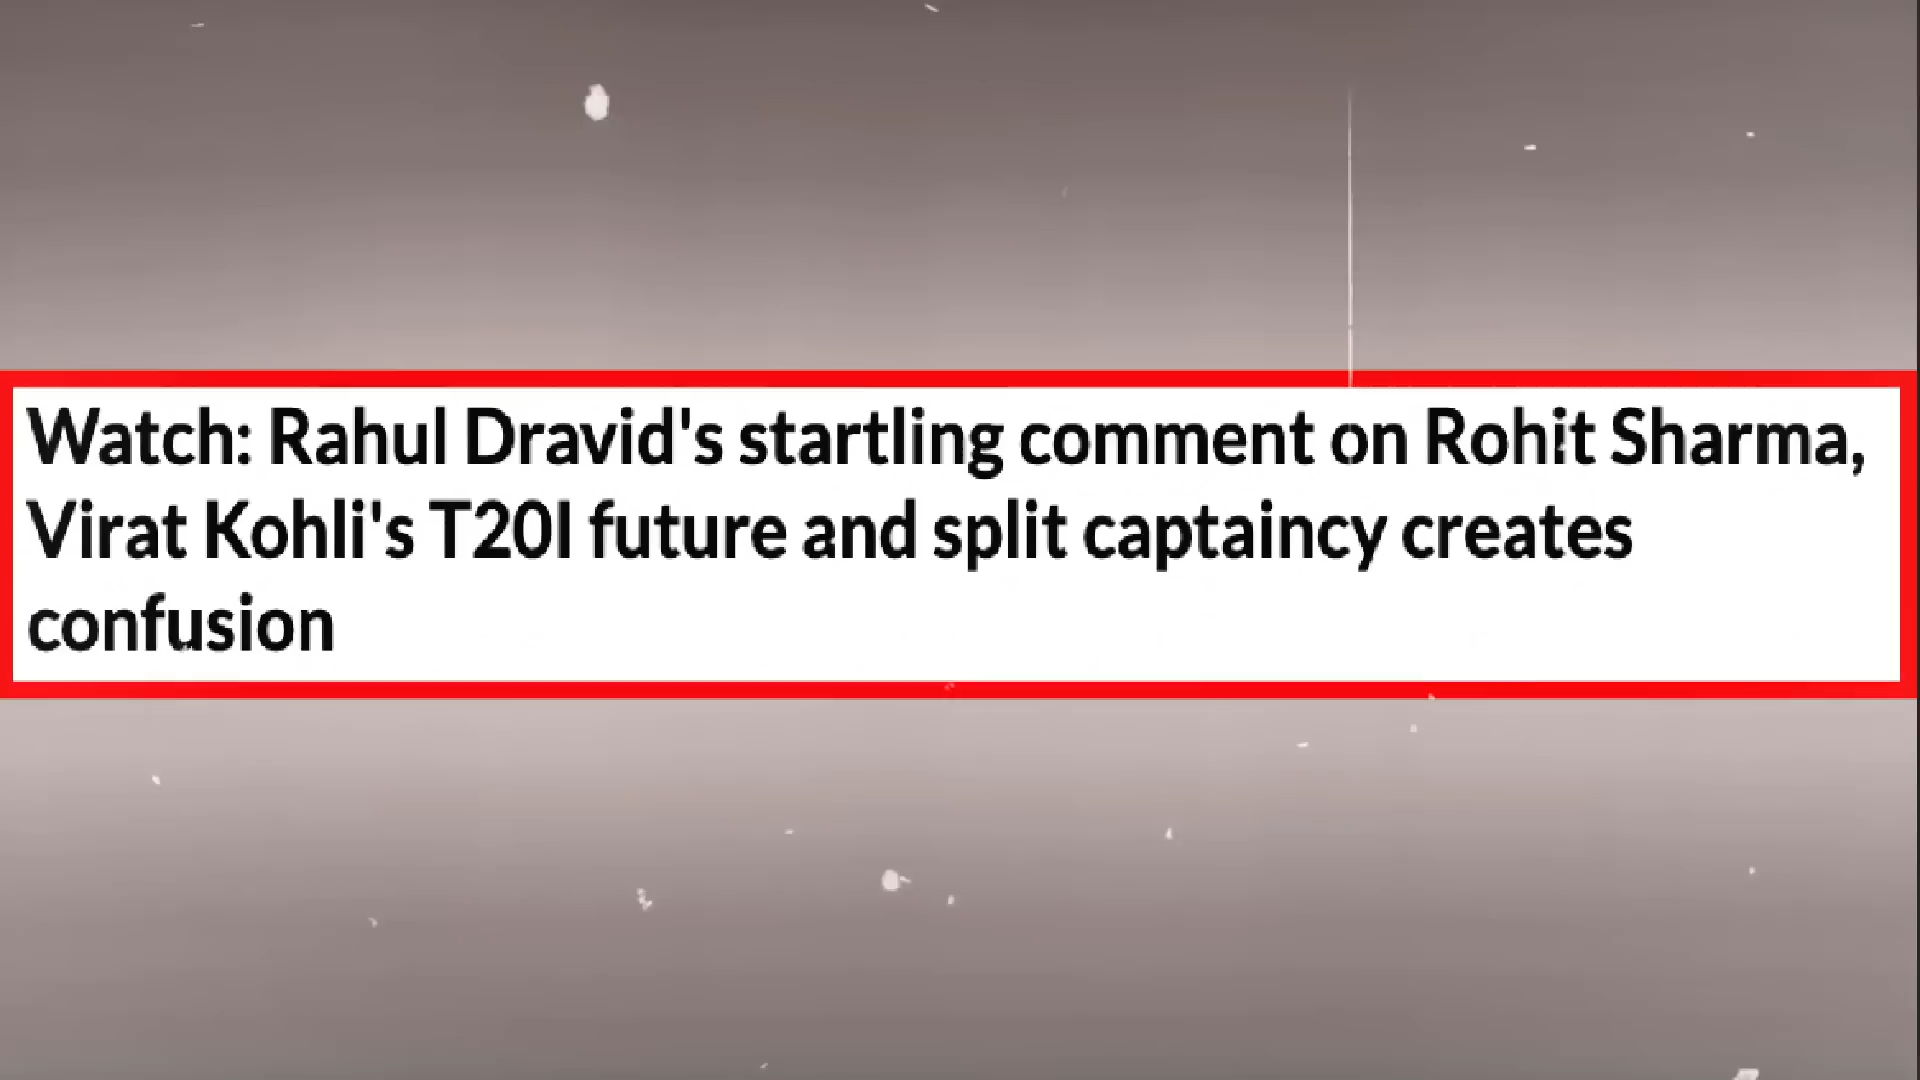 Watch: Rahul Dravid's startling comment on Rohit Sharma,
Virat Kohli's T20I future and split captaincy creates
confusion